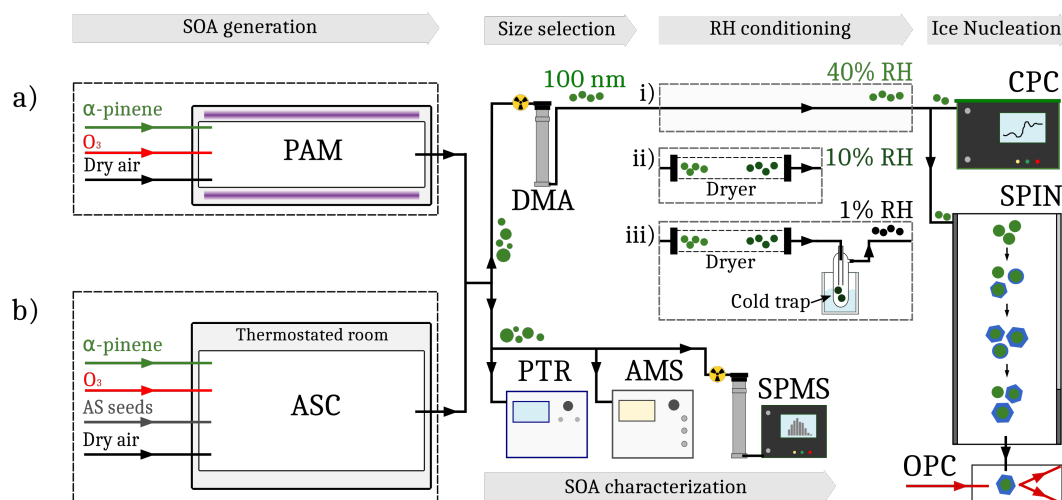 SOA generation
Size selection
RH conditioning
Ice Nucleation
a)
α-pinene
O₃
Dry air
PAM
100 nm
DMA
i)
40% RH
ii)
10% RH
Dryer
iii)
1% RH
Dryer
Cold trap
CPC
SPIN
b)
Thermostated room
α-pinene
O₃
AS seeds
Dry air
ASC
PTR
AMS
SPMS
OPC
SOA characterization